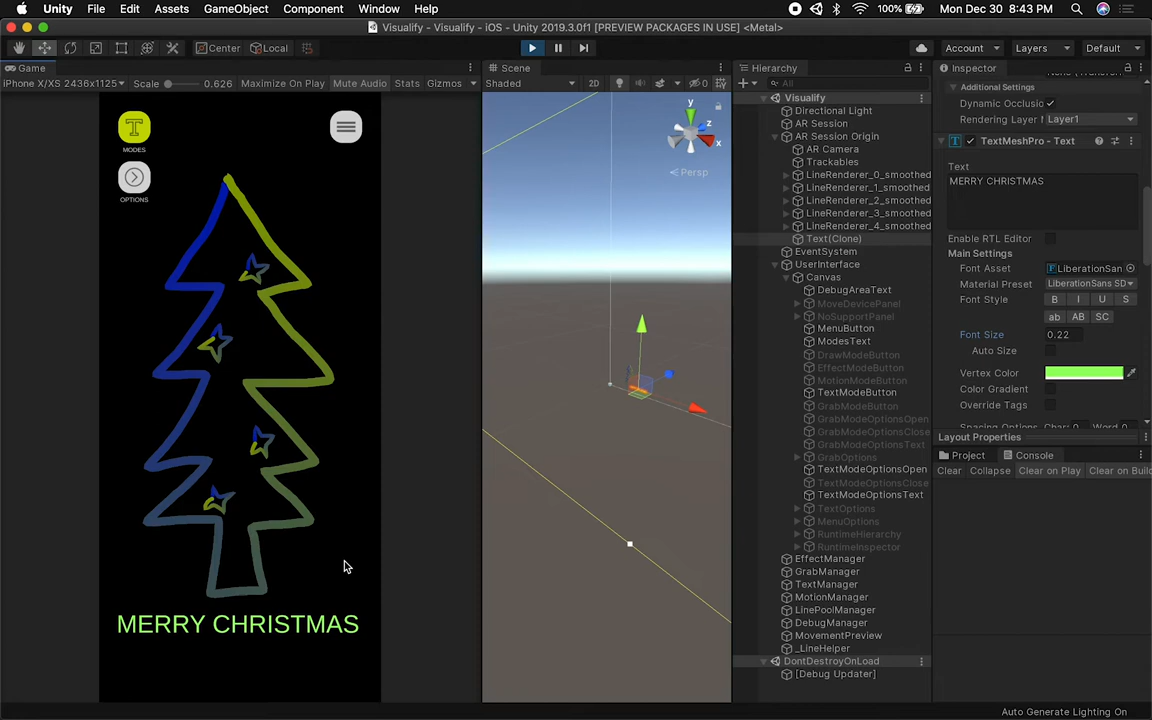 Unity File Edit Assets GameObject Component Window Help 100% Mon Dec 30 8:43 PM
Visualify - Visualify - iOS - Unity 2019.3.0f1 [PREVIEW PACKAGES IN USE] <Metal>
Center Local Account Layers Default
Game
iPhone X/XS 2436x1125 Scale 0.626 Maximize On Play Mute Audio Stats Gizmos
T
MODES
OPTIONS
MERRY CHRISTMAS
Scene
Shaded 2D 0
y
z
x
Persp
Hierarchy
All
Visualify
Directional Light
AR Session
AR Session Origin
AR Camera
Trackables
LineRenderer_0_smoothed
LineRenderer_1_smoothed
LineRenderer_2_smoothed
LineRenderer_3_smoothed
LineRenderer_4_smoothed
Text(Clone)
EventSystem
UserInterface
Canvas
DebugAreaText
MoveDevicePanel
NoSupportPanel
MenuButton
ModesText
DrawModeButton
EffectModeButton
MotionModeButton
TextModeButton
GrabModeButton
GrabModeOptionsOpen
GrabModeOptionsClose
GrabModeOptionsText
GrabOptions
TextModeOptionsOpen
TextModeOptionsClose
TextModeOptionsText
TextOptions
MenuOptions
RuntimeHierarchy
RuntimeInspector
EffectManager
GrabManager
TextManager
MotionManager
LinePoolManager
DebugManager
MovementPreview
_LineHelper
DontDestroyOnLoad
[Debug Updater]
Inspector
Additional Settings
Dynamic Occlusio
Rendering Layer M Layer1
TextMeshPro - Text
Text
MERRY CHRISTMAS
Enable RTL Editor
Main Settings
Font Asset LiberationSan
Material Preset LiberationSans SD
Font Style B I U S
ab AB SC
Font Size 0.22
Auto Size
Vertex Color
Color Gradient
Override Tags
Spacing Options Char: 0 Word 0
Layout Properties
Project Console
Clear Collapse Clear on Play Clear on Build
Auto Generate Lighting On